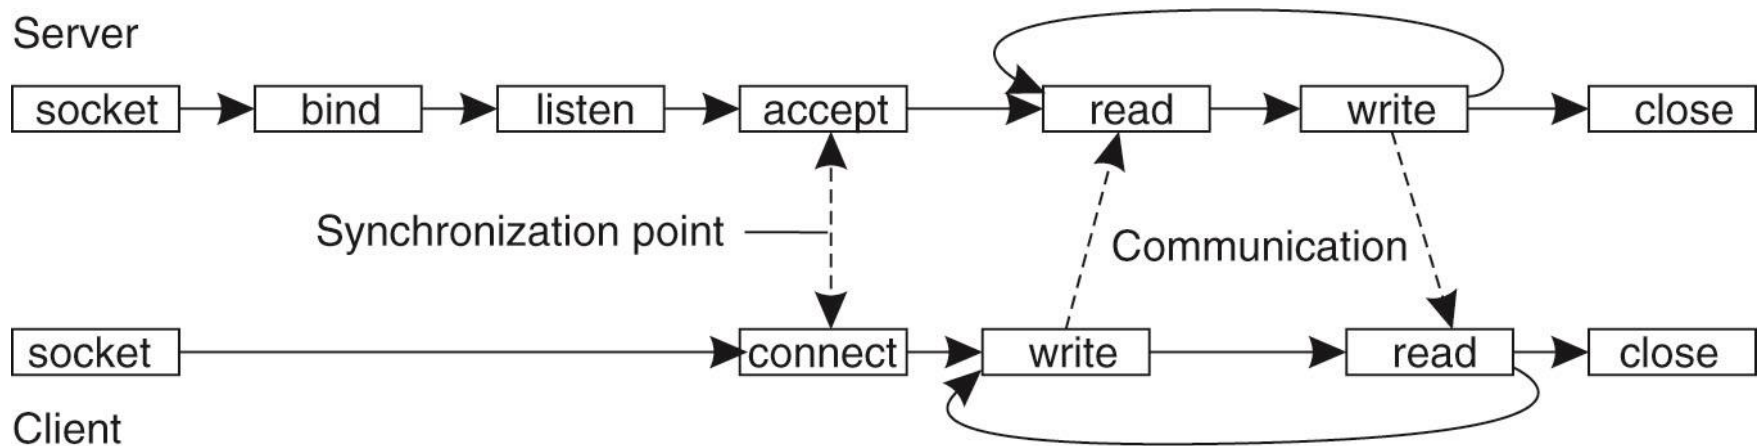 Server
socket bind listen accept read write close
Synchronization point
Communication
socket connect write read close
Client